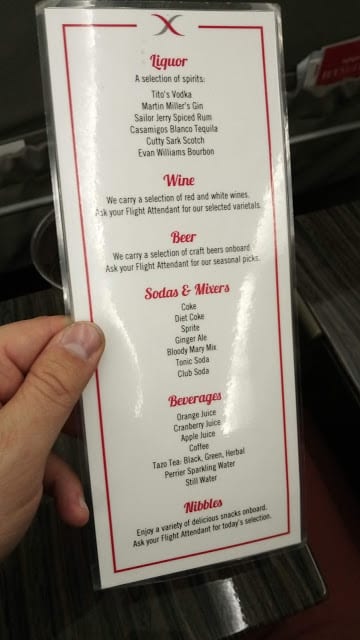 Liquor
A selection of spirits:
Tito's Vodka
Martin Miller's Gin
Sailor Jerry Spiced Rum
Casamigos Blanco Tequila
Cutty Sark Scotch
Evan Williams Bourbon
Wine
We carry a selection of red and white wines.
Ask your Flight Attendant for our selected varietals.
Beer
We carry a selection of craft beers onboard.
Ask your Flight Attendant for our seasonal picks.
Sodas & Mixers
Coke
Diet Coke
Sprite
Ginger Ale
Bloody Mary Mix
Tonic Soda
Club Soda
Beverages
Orange Juice
Cranberry Juice
Apple Juice
Coffee
Tazo Tea: Black, Green, Herbal
Perrier Sparkling Water
Still Water
Nibbles
Enjoy a variety of delicious snacks onboard.
Ask your Flight Attendant for today's selection.